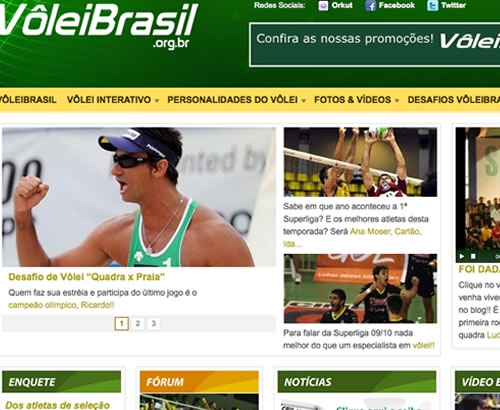 Redes Sociais: Orkut Facebook Twitter
VôleiBrasil
.org.br
Confira as nossas promoções! Vôlei
VÔLEIBRASIL VÔLEI INTERATIVO PERSONALIDADES DO VÔLEI FOTOS & VÍDEOS DESAFIOS VÔLEIBRA
Desafio de Vôlei “Quadra x Praia”
Quem faz sua estréia e participa do último jogo é o
campeão olímpico, Ricardo!!
1 2 3
Sabe em que ano aconteceu a 1ª
Superliga? E os melhores atletas desta
temporada? Será Ana Moser, Carlão,
Ida...
GOL
Para falar da Superliga 09/10 nada
melhor do que um especialista em vôlei!!
FOI DAD
Clique no v
venha viver
no blog!! É
primeira ro
quadra Luc
ENQUETE
FÓRUM
NOTÍCIAS
VÍDEO
Dos atletas de seleção